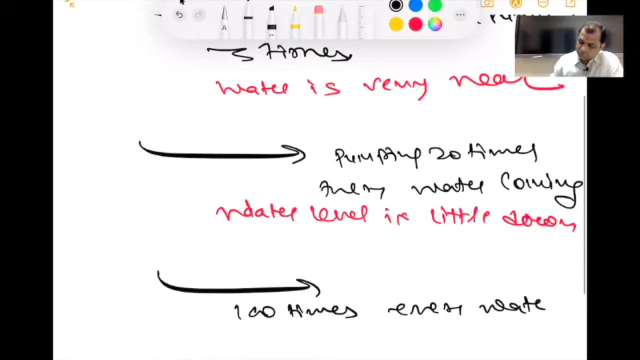 5 times
water is very near
pumping 20 times
then water coming
water level is little down
100 times even wate